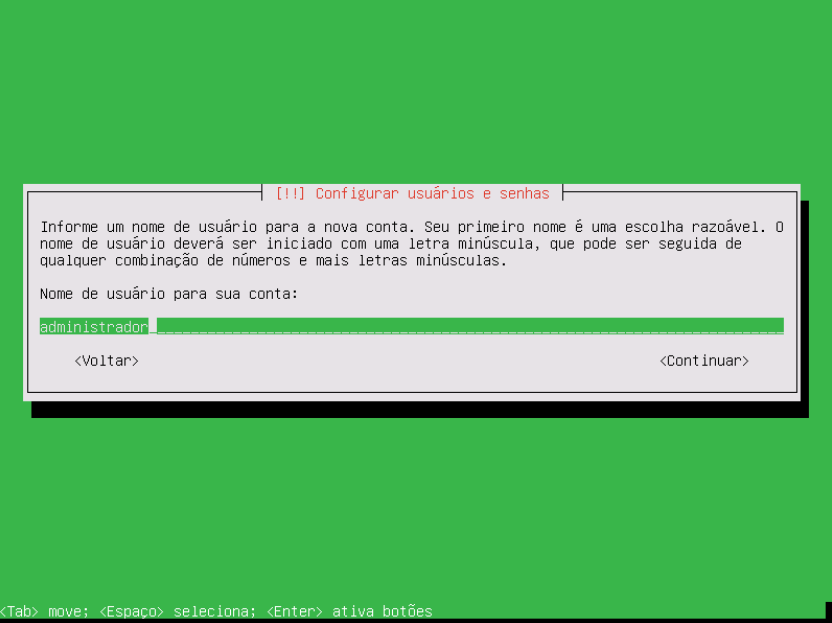 [!!] Configurar usuários e senhas
Informe um nome de usuário para a nova conta. Seu primeiro nome é uma escolha razoável. O
nome de usuário deverá ser iniciado com uma letra minúscula, que pode ser seguida de
qualquer combinação de números e mais letras minúsculas.
Nome de usuário para sua conta:
administrador
<Voltar> <Continuar>
<Tab> move; <Espaço> seleciona; <Enter> ativa botões